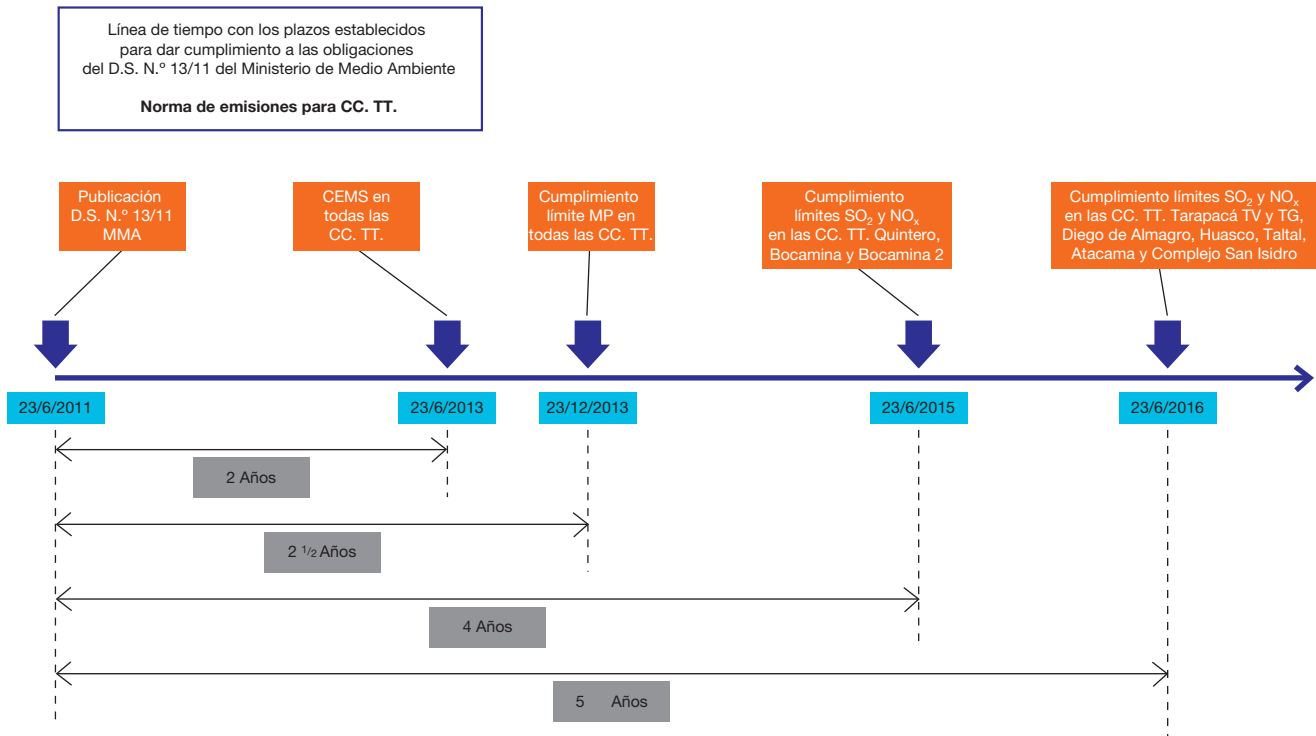 Línea de tiempo con los plazos establecidos
para dar cumplimiento a las obligaciones
del D.S. N.º 13/11 del Ministerio de Medio Ambiente
Norma de emisiones para CC. TT.
Publicación
D.S. N.º 13/11
MMA
CEMS en
todas las
CC. TT.
Cumplimiento
límite MP en
todas las CC. TT.
Cumplimiento
límites SO₂ y NOₓ
en las CC. TT. Quintero,
Bocamina y Bocamina 2
Cumplimiento límites SO₂ y NOₓ
en las CC. TT. Tarapacá TV y TG,
Diego de Almagro, Huasco, Taltal,
Atacama y Complejo San Isidro
23/6/2011
23/6/2013
23/12/2013
23/6/2015
23/6/2016
2 Años
2 1/2 Años
4 Años
5 Años